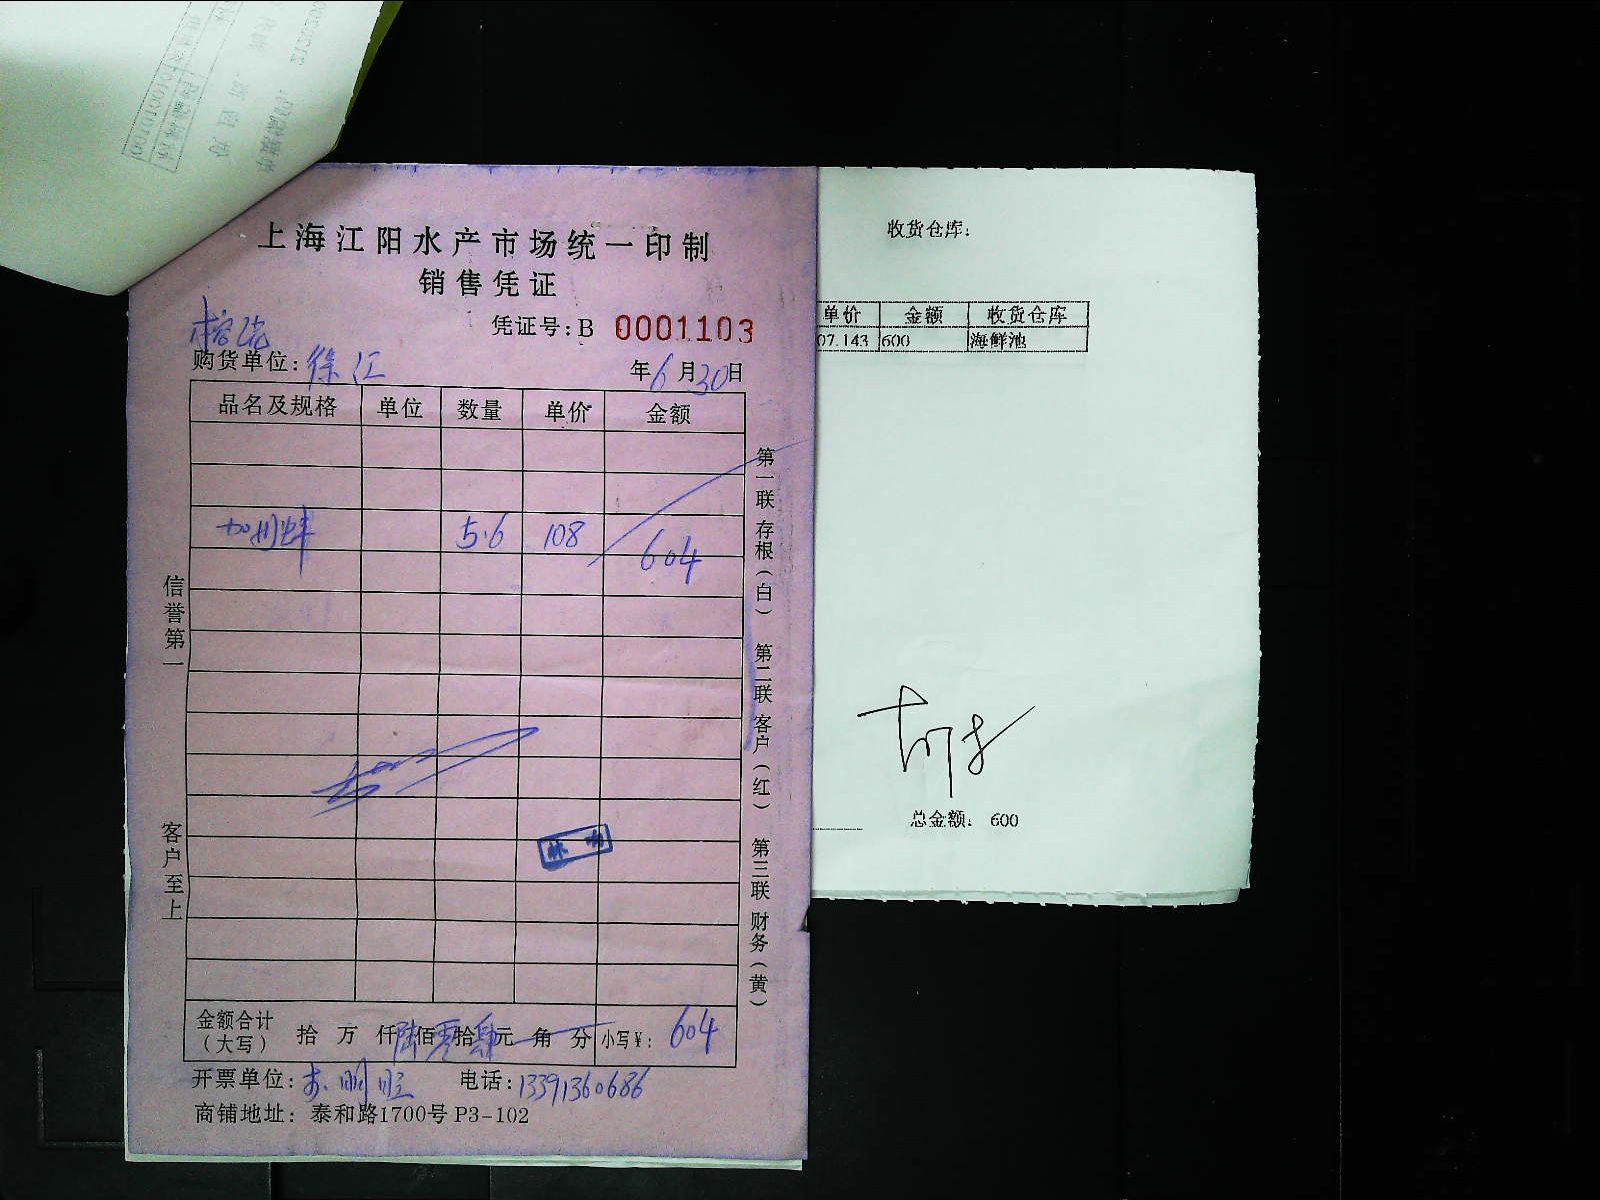 上海江阳水产市场统一印制
销售凭证
凭证号：B 0001103
购货单位：徐汇
年6月30日
品名及规格 单位 数量 单价 金额
加州蚌 5.6 108 604
金额合计（大写） 拾 万 仟陆佰零拾肆元 角 分 小写¥：604
开票单位：
电话：13391360686
商铺地址：泰和路1700号P3-102
信誉第一
客户至上
第一联 存根（白）
第二联 客户（红）
第三联 财务（黄）
收货仓库：
单价 金额 收货仓库
07.143 600 海鲜池
总金额：600